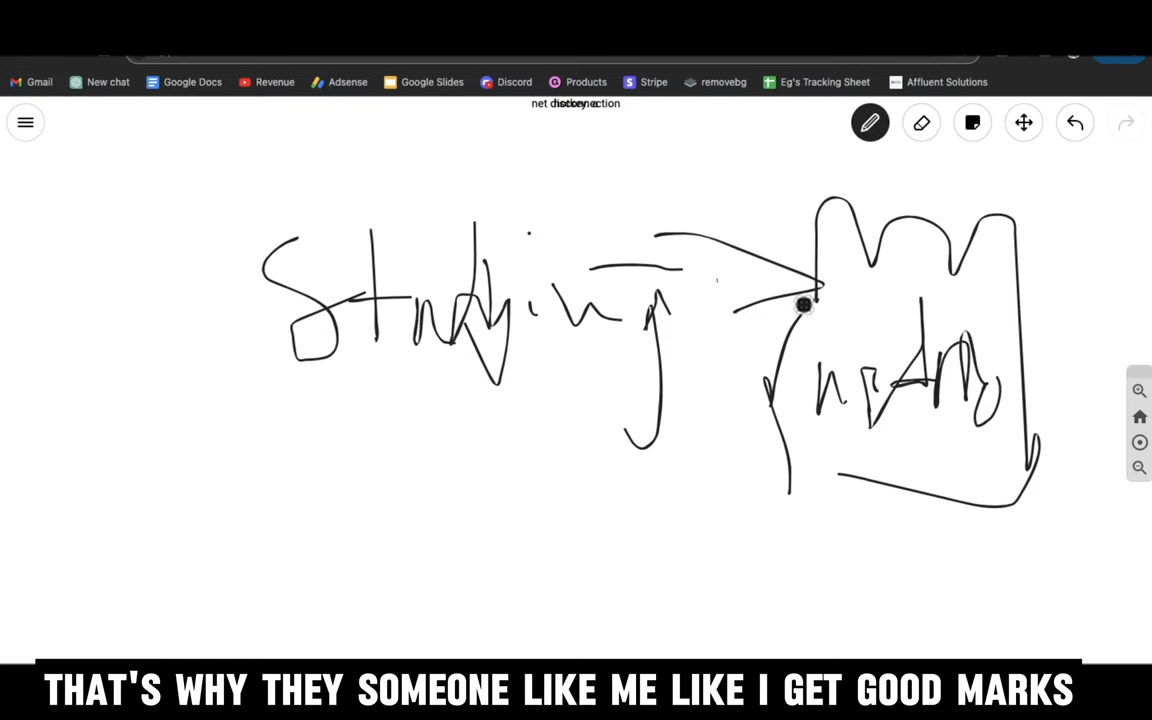 Gmail New chat Google Docs Revenue Adsense Google Slides Discord Products Stripe removebg Eg's Tracking Sheet Affluent Solutions
Studying
THAT'S WHY THEY SOMEONE LIKE ME LIKE I GET GOOD MARKS